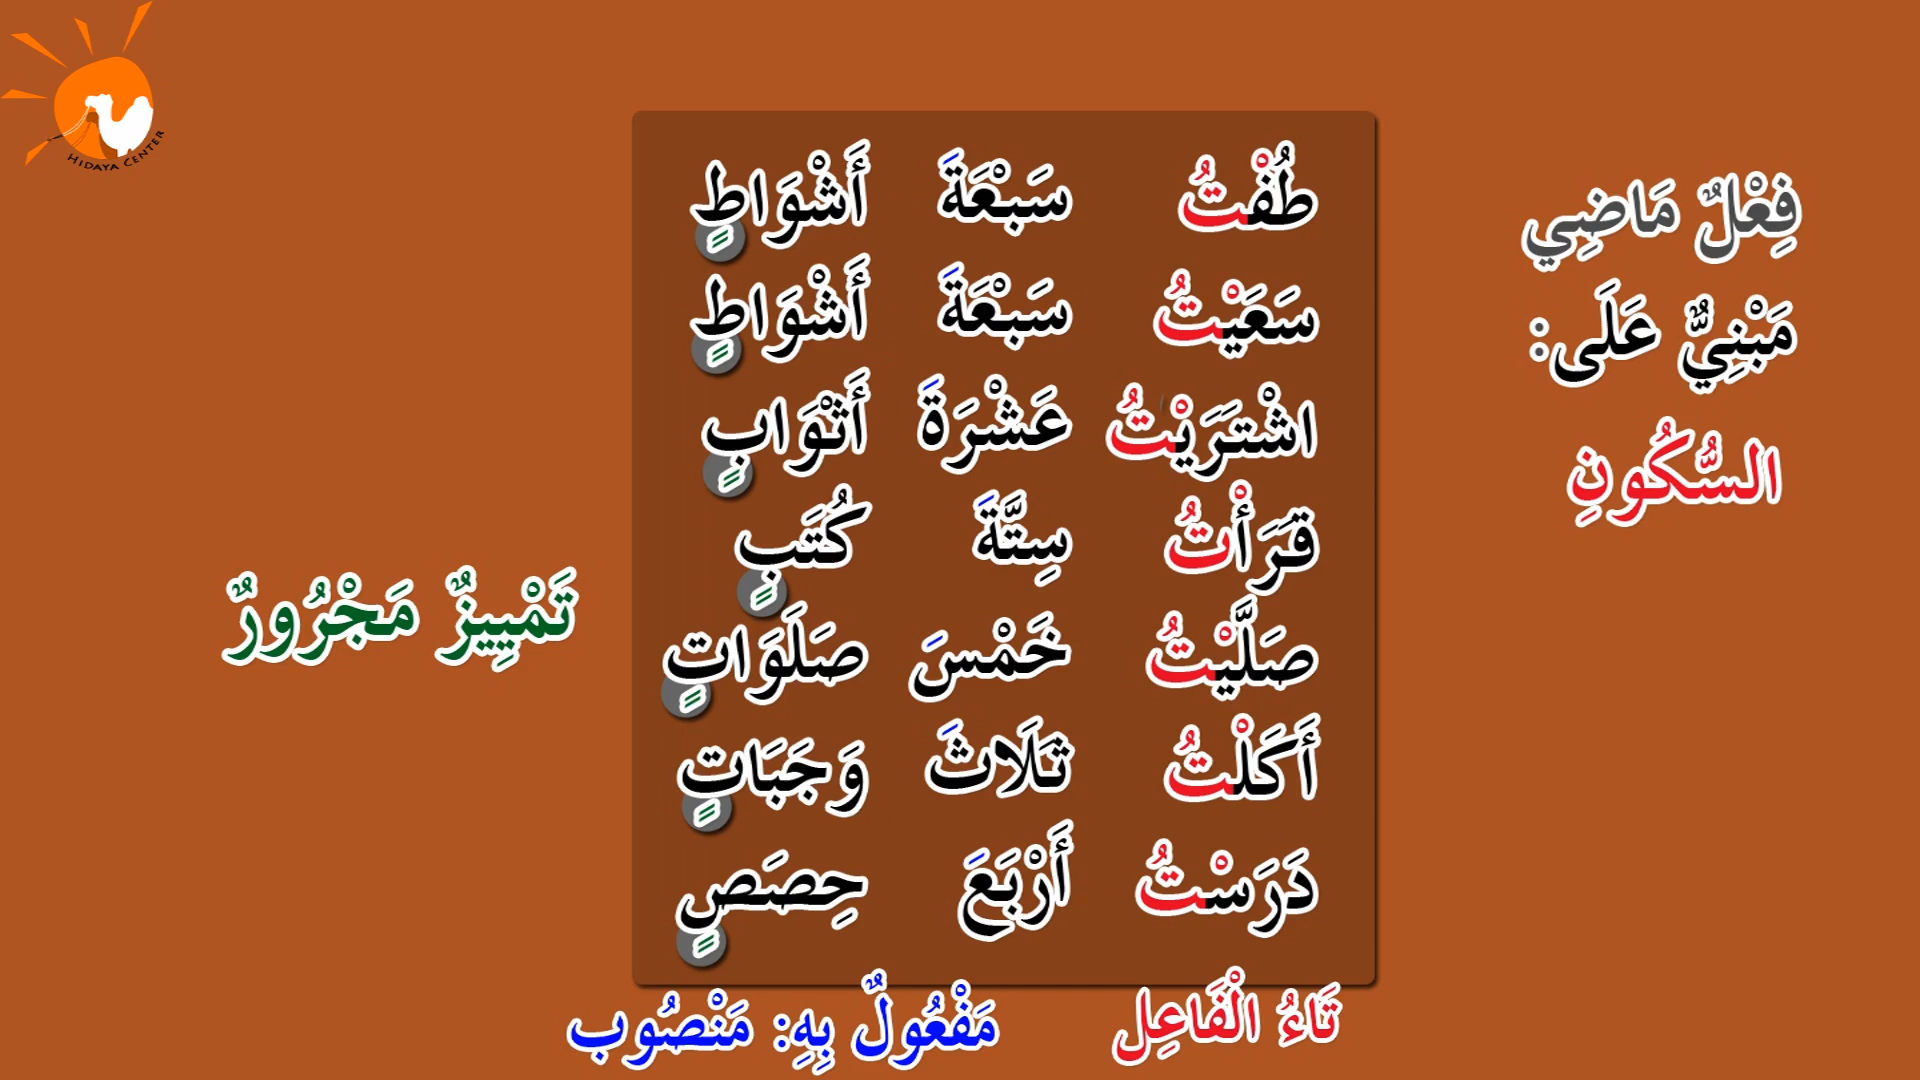 HIDAYA CENTER
فِعْلٌ مَاضِي
مَبْنِيٌّ عَلَى:
السُّكُونِ
طُفْتُ سَبْعَةَ أَشْوَاطٍ
سَعَيْتُ سَبْعَةَ أَشْوَاطٍ
اشْتَرَيْتُ عَشْرَةَ أَثْوَابٍ
قَرَأْتُ سِتَّةَ كُتَبٍ
صَلَّيْتُ خَمْسَ صَلَوَاتٍ
أَكَلْتُ ثَلَاثَ وَجَبَاتٍ
دَرَسْتُ أَرْبَعَ حِصَصٍ
تَمْيِيزٌ مَجْرُورٌ
تَاءُ الْفَاعِلِ
مَفْعُولٌ بِهِ: مَنْصُوب